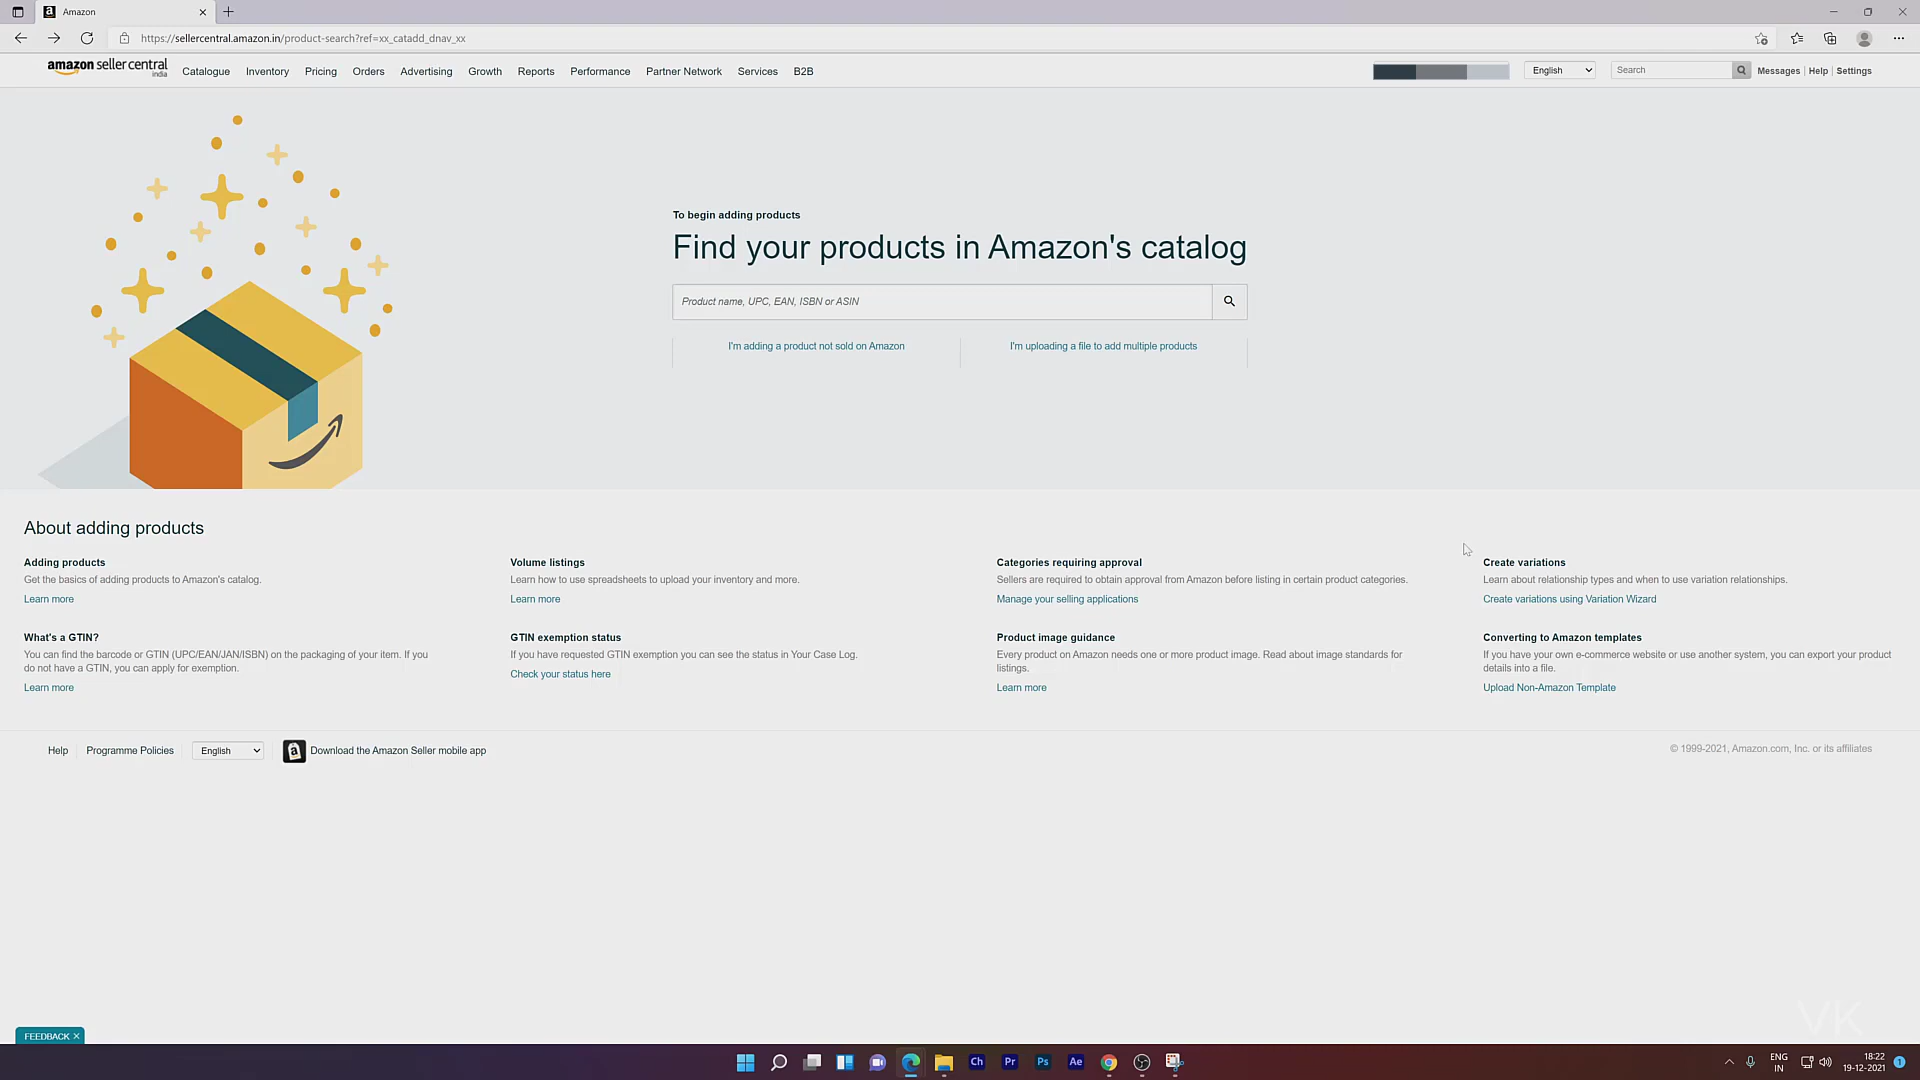 Amazon
https://sellercentral.amazon.in/product-search?ref=xx_catadd_dnav_xx
amazon seller central
india
Catalogue Inventory Pricing Orders Advertising Growth Reports Performance Partner Network Services B2B
English Search Messages | Help | Settings
To begin adding products
Find your products in Amazon's catalog
Product name, UPC, EAN, ISBN or ASIN
I'm adding a product not sold on Amazon I'm uploading a file to add multiple products
About adding products
Adding products
Get the basics of adding products to Amazon's catalog.
Learn more
Volume listings
Learn how to use spreadsheets to upload your inventory and more.
Learn more
Categories requiring approval
Sellers are required to obtain approval from Amazon before listing in certain product categories.
Manage your selling applications
Create variations
Learn about relationship types and when to use variation relationships.
Create variations using Variation Wizard
What's a GTIN?
You can find the barcode or GTIN (UPC/EAN/JAN/ISBN) on the packaging of your item. If you
do not have a GTIN, you can apply for exemption.
Learn more
GTIN exemption status
If you have requested GTIN exemption you can see the status in Your Case Log.
Check your status here
Product image guidance
Every product on Amazon needs one or more product image. Read about image standards for
listings.
Learn more
Converting to Amazon templates
If you have your own e-commerce website or use another system, you can export your product
details into a file.
Upload Non-Amazon Template
Help Programme Policies English Download the Amazon Seller mobile app
© 1999-2021, Amazon.com, Inc. or its affiliates
VK
FEEDBACK ×
Ch Pr Ps Ae
ENG
IN
18:22
19-12-2021
1